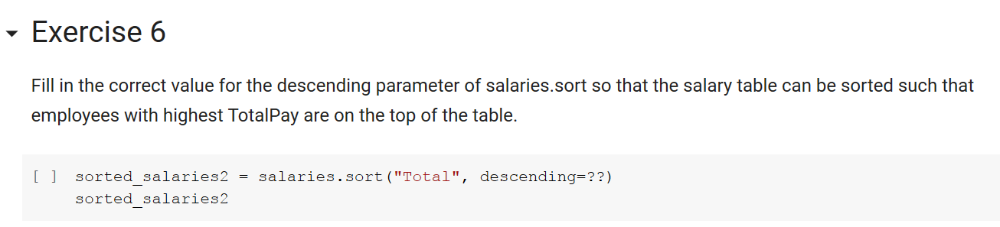 Exercise 6
Fill in the correct value for the descending parameter of salaries.sort so that the salary table can be sorted such that
employees with highest TotalPay are on the top of the table.
[ ] sorted_salaries2 = salaries.sort("Total", descending=??)
sorted_salaries2